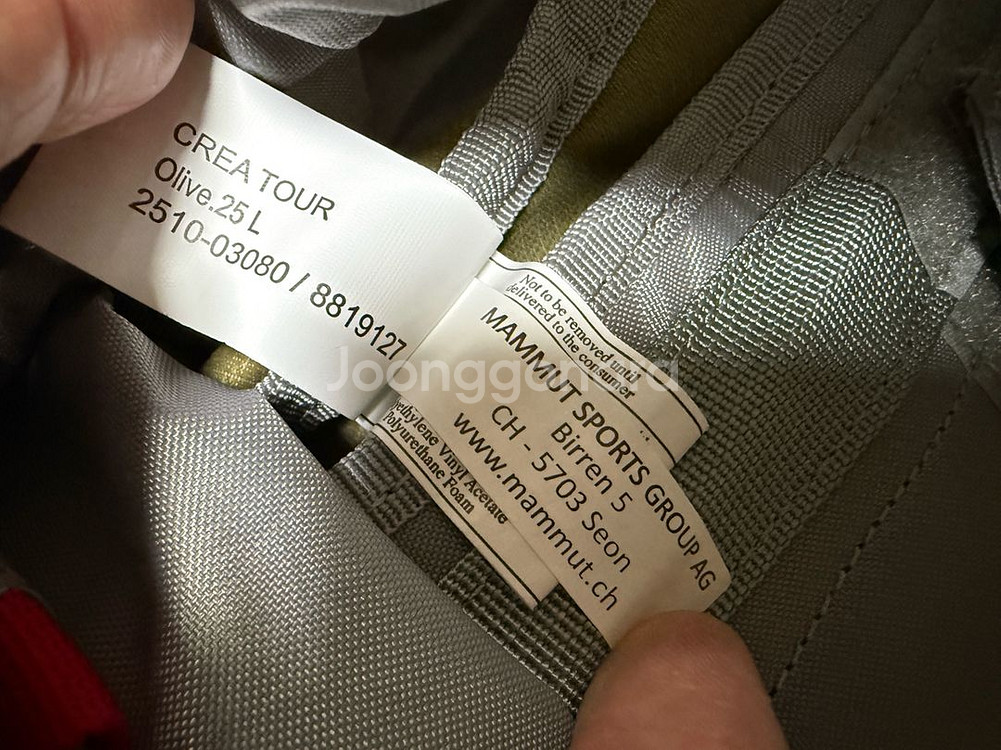 CREA TOUR
Olive.25 L
2510-03080 / 8819127
Not to be removed until
delivered to the consumer
MAMMUT SPORTS GROUP AG
Birren 5
CH - 5703 Seon
www.mammut.ch
Vinyl Acetate
Polyurethane Foam